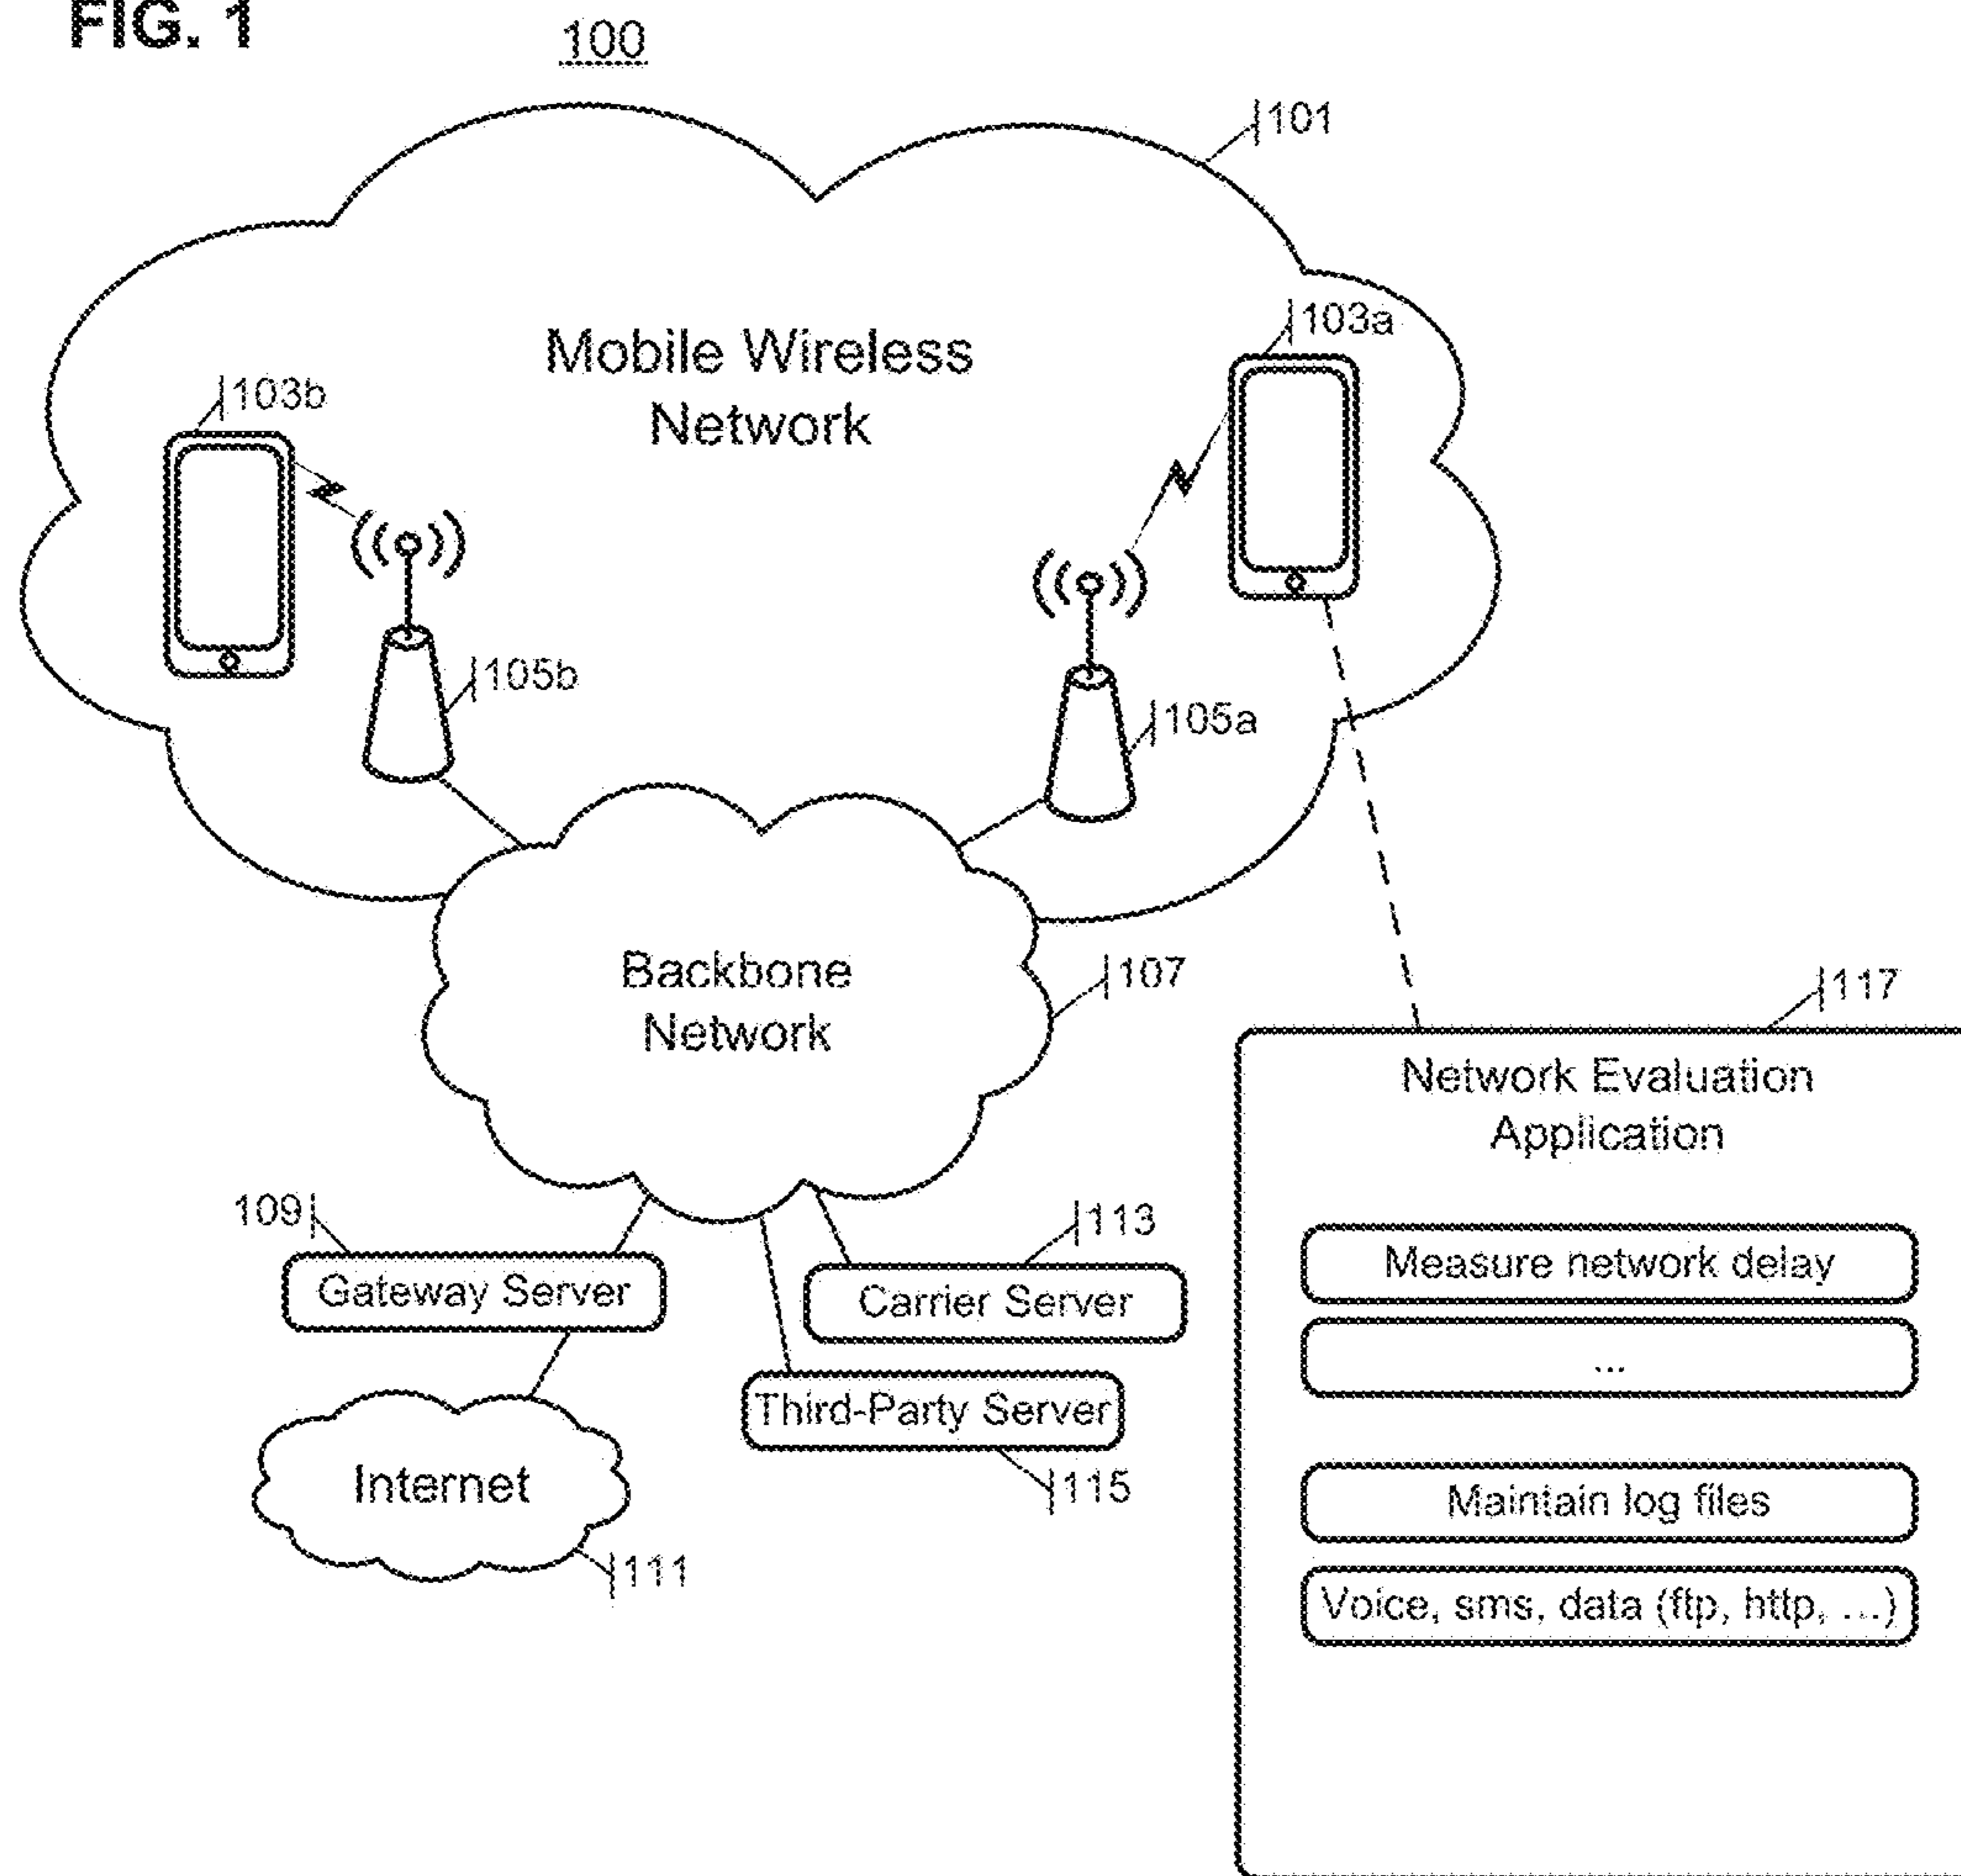 FIG. 1
100
101
Mobile Wireless
Network
103a
103b
105b
105a
Backbone
Network
107
117
Network Evaluation
Application
109
113
Gateway Server
Carrier Server
Measure network delay
...
Third-Party Server
115
Internet
111
Maintain log files
Voice, sms, data (ftp, http, ...)